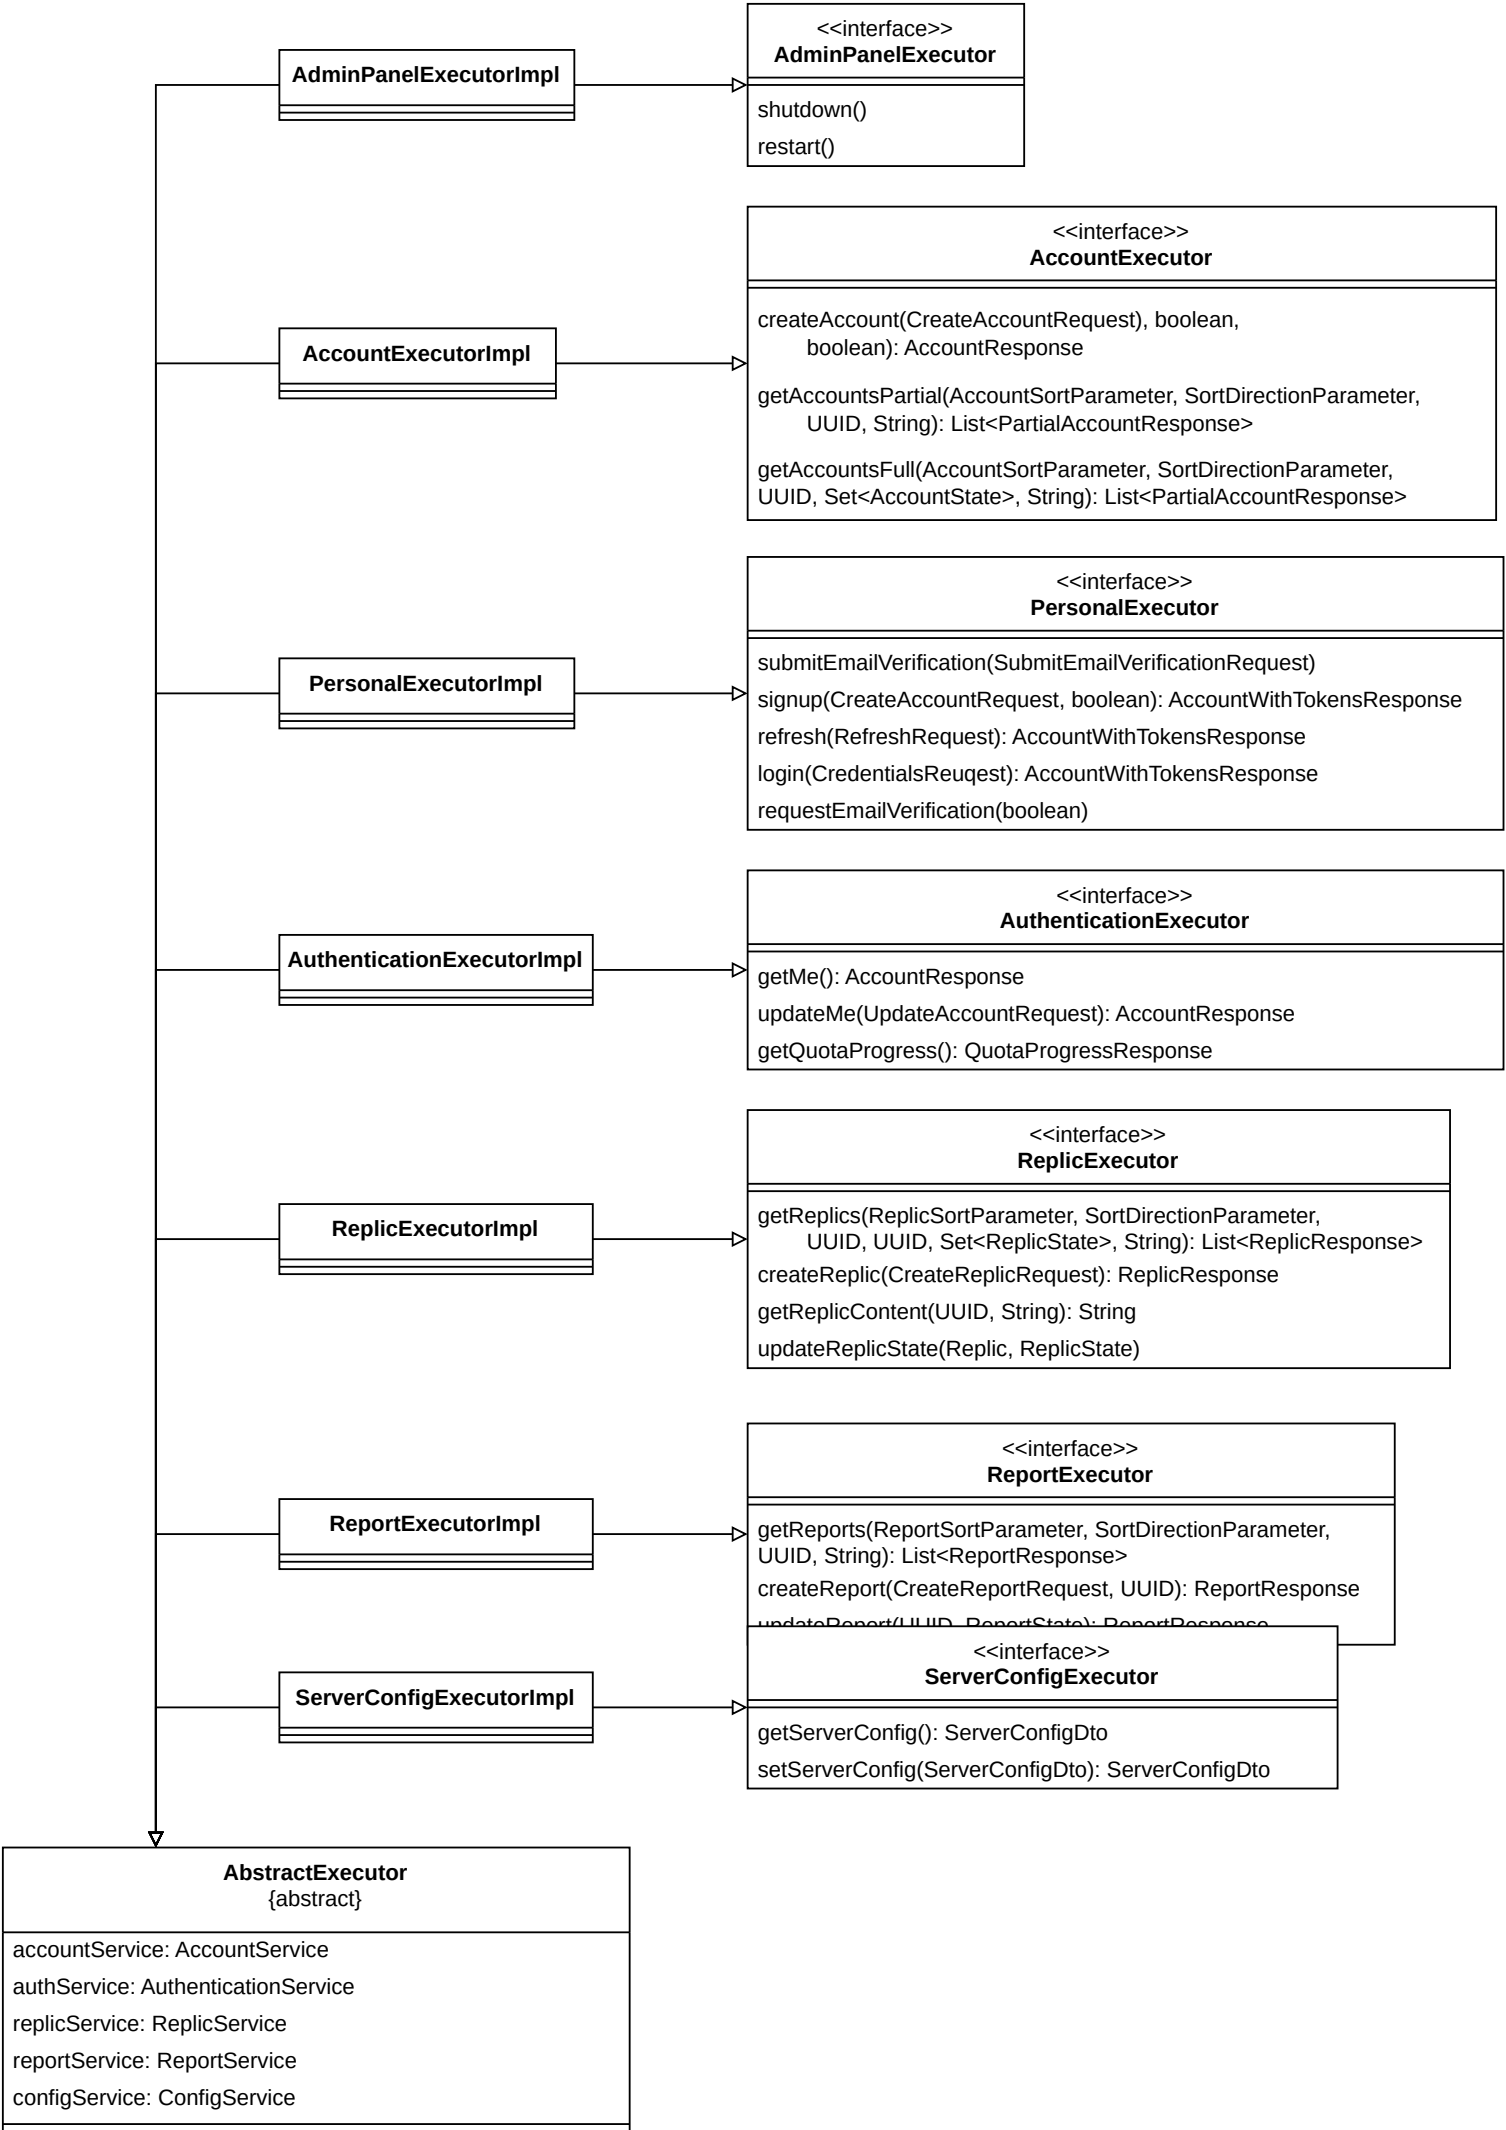 <<interface>>
AdminPanelExecutor
shutdown()
restart()
AdminPanelExecutorImpl
<<interface>>
AccountExecutor
createAccount(CreateAccountRequest), boolean,
boolean): AccountResponse
getAccountsPartial(AccountSortParameter, SortDirectionParameter,
UUID, String): List<PartialAccountResponse>
getAccountsFull(AccountSortParameter, SortDirectionParameter,
UUID, Set<AccountState>, String): List<PartialAccountResponse>
AccountExecutorImpl
<<interface>>
PersonalExecutor
submitEmailVerification(SubmitEmailVerificationRequest)
signup(CreateAccountRequest, boolean): AccountWithTokensResponse
refresh(RefreshRequest): AccountWithTokensResponse
login(CredentialsReuqest): AccountWithTokensResponse
requestEmailVerification(boolean)
PersonalExecutorImpl
<<interface>>
AuthenticationExecutor
getMe(): AccountResponse
updateMe(UpdateAccountRequest): AccountResponse
getQuotaProgress(): QuotaProgressResponse
AuthenticationExecutorImpl
<<interface>>
ReplicExecutor
getReplics(ReplicSortParameter, SortDirectionParameter,
UUID, UUID, Set<ReplicState>, String): List<ReplicResponse>
createReplic(CreateReplicRequest): ReplicResponse
getReplicContent(UUID, String): String
updateReplicState(Replic, ReplicState)
ReplicExecutorImpl
<<interface>>
ReportExecutor
getReports(ReportSortParameter, SortDirectionParameter,
UUID, String): List<ReportResponse>
createReport(CreateReportRequest, UUID): ReportResponse
updateReport(UUID, ReportState): ReportResponse
ReportExecutorImpl
<<interface>>
ServerConfigExecutor
getServerConfig(): ServerConfigDto
setServerConfig(ServerConfigDto): ServerConfigDto
ServerConfigExecutorImpl
AbstractExecutor
{abstract}
accountService: AccountService
authService: AuthenticationService
replicService: ReplicService
reportService: ReportService
configService: ConfigService